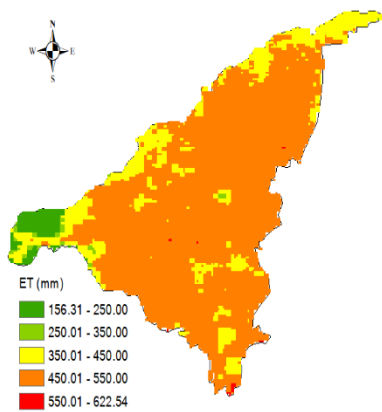 N
W E
S
ET (mm)
156.31 - 250.00
250.01 - 350.00
350.01 - 450.00
450.01 - 550.00
550.01 - 622.54